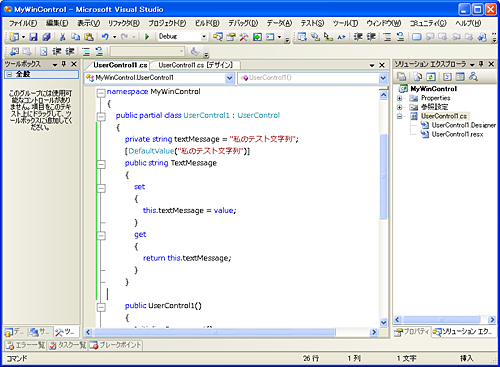 MyWinControl - Microsoft Visual Studio
ファイル(F) 編集(E) 表示(V) リファクタ(R) プロジェクト(P) ビルド(B) デバッグ(D) データ(A) テスト(S) ツール(T) ウィンドウ(W) コミュニティ(C) ヘルプ(H)
Debug
ツールボックス
全般
このグループには使用可能なコントロールがありません。項目をこのテキスト上にドラッグして、ツールボックスに追加してください。
UserControl1.cs UserControl1.cs [デザイン]
MyWinControl.UserControl1 UserControl1()
namespace MyWinControl
{
public partial class UserControl1 : UserControl
{
private string textMessage = "私のテスト文字列";
[DefaultValue("私のテスト文字列")]
public string TextMessage
{
set
{
this.textMessage = value;
}
get
{
return this.textMessage;
}
}
public UserControl1()
{
ソリューション エクスプローラ
MyWinControl
Properties
参照設定
UserControl1.cs
UserControl1.Designer
UserControl1.resx
デ... サ... ツ...
プロパティ ソリューション エク...
エラー一覧 タスク一覧 ブレークポイント
コマンド 26 行 1 列 1 文字 挿入